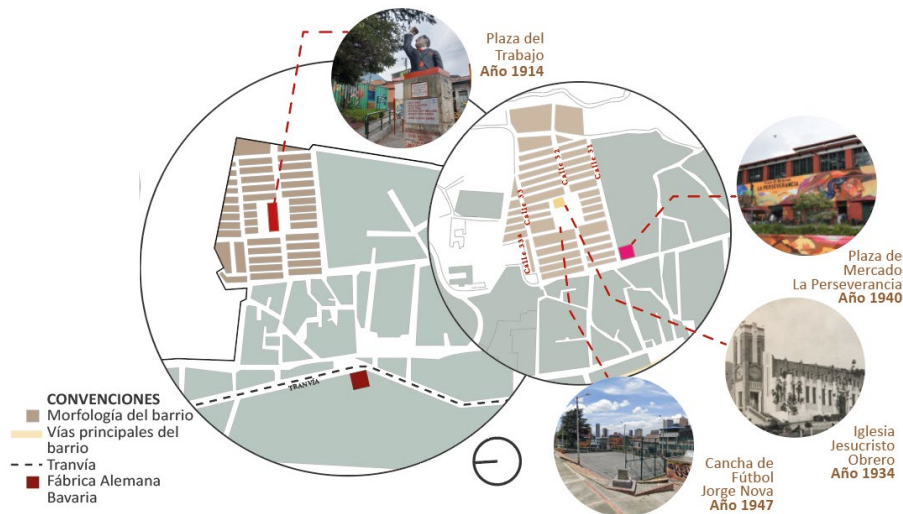 Plaza del
Trabajo
Año 1914
Calle 33a
Calle 33
Calle 32
Calle 31
LA PERSEVERANCIA
Plaza de
Mercado
La Perseverancia
Año 1940
TRANVÍA
CONVENCIONES
Morfología del barrio
Vías principales del
barrio
Tranvía
Fábrica Alemana
Bavaria
Cancha de
Fútbol
Jorge Nova
Año 1947
Iglesia
Jesucristo
Obrero
Año 1934